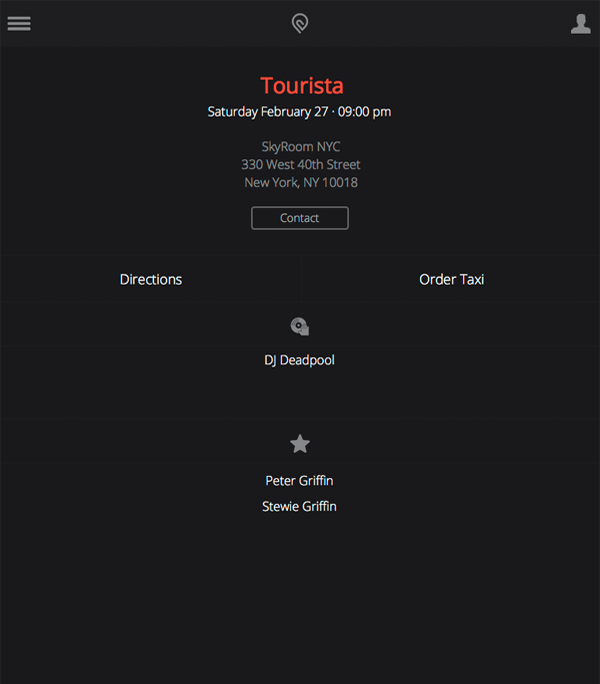 Tourista
Saturday February 27 · 09:00 pm
SkyRoom NYC
330 West 40th Street
New York, NY 10018
Contact
Directions
Order Taxi
DJ Deadpool
Peter Griffin
Stewie Griffin